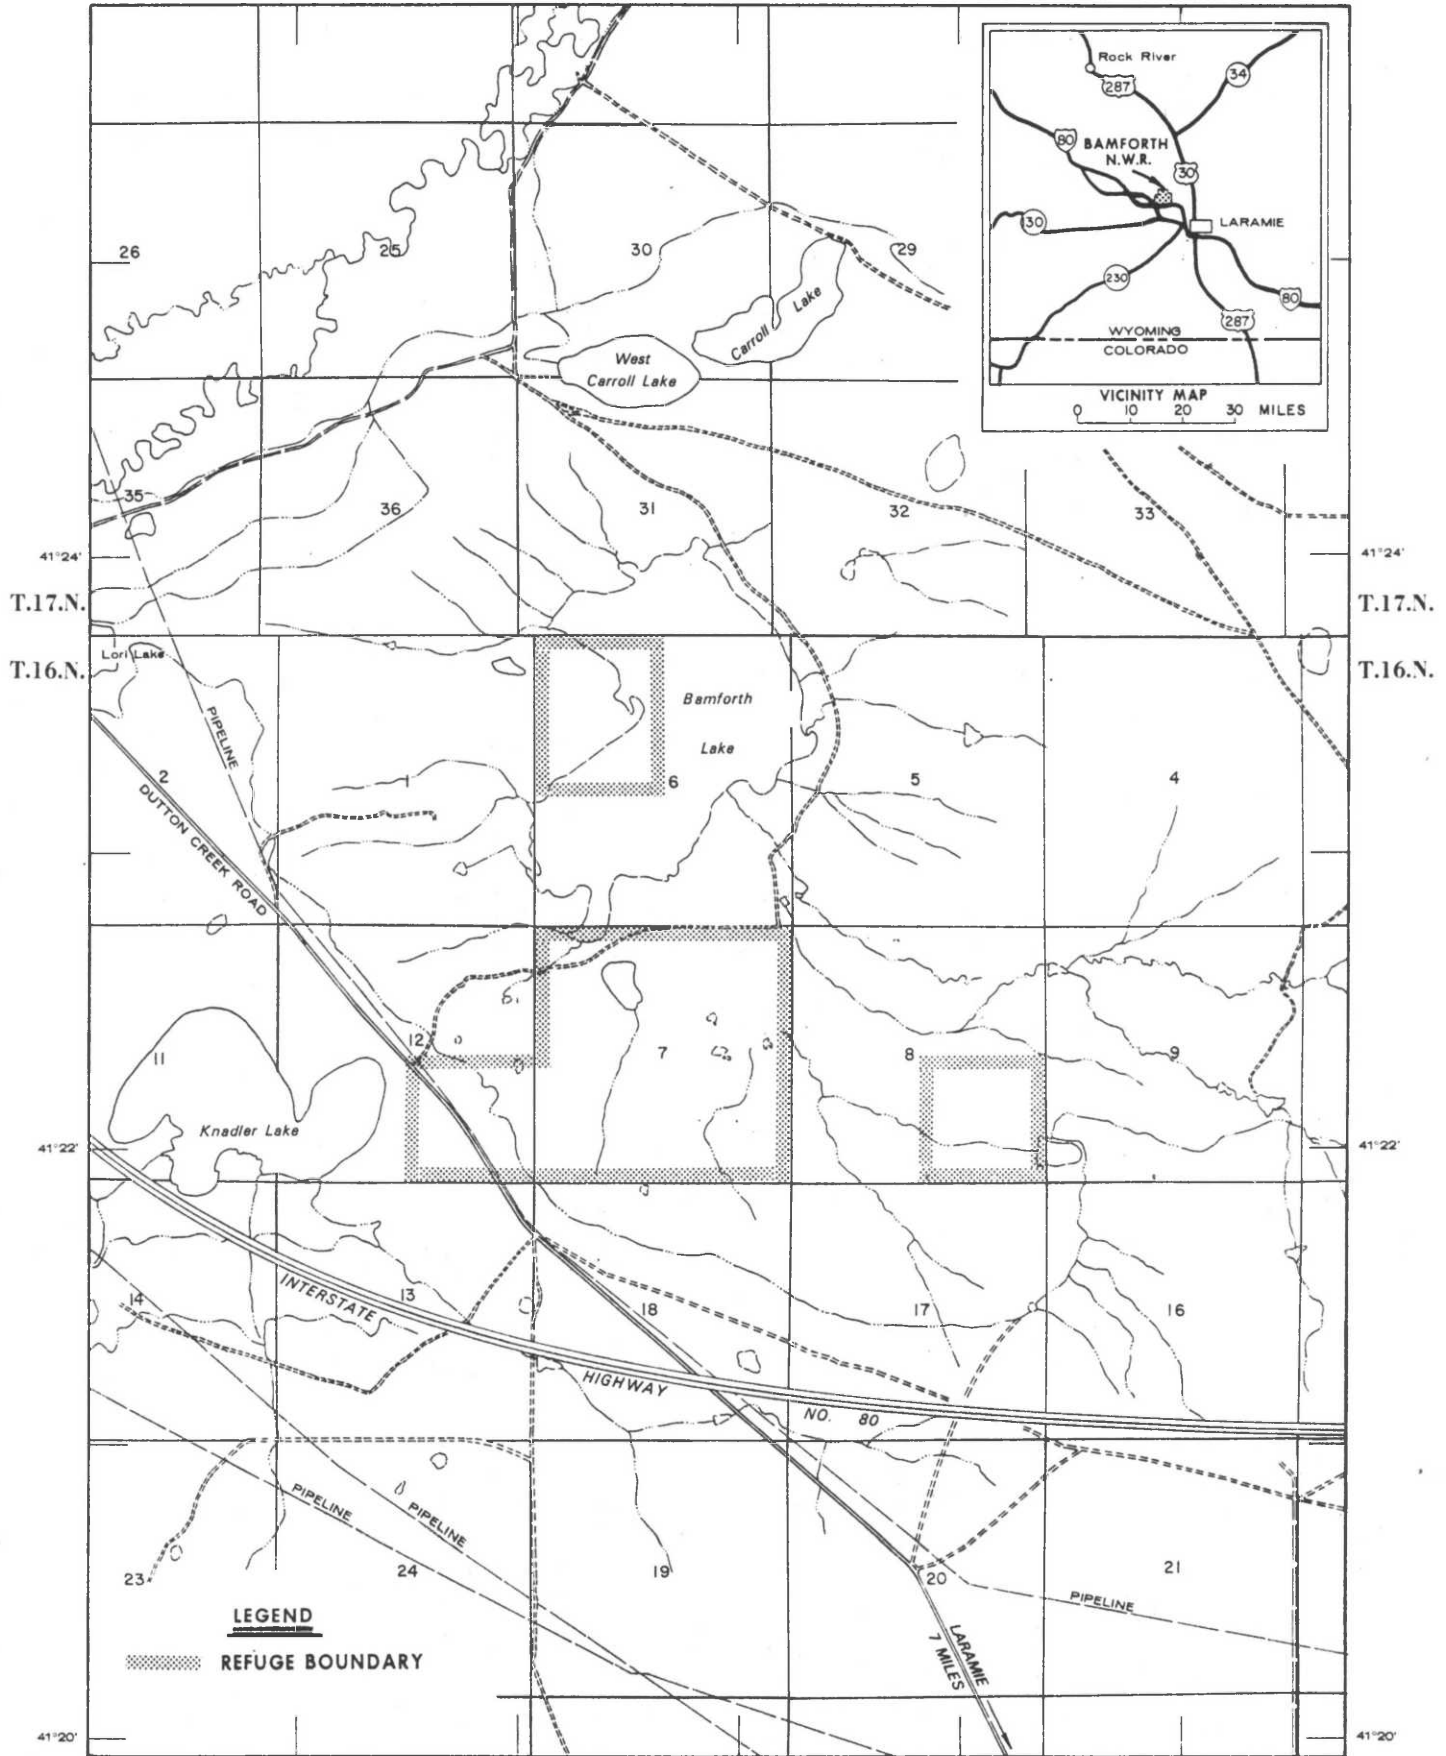 Rock River
287
34
80
BAMFORTH
N.W.R.
30
LARAMIE
30
230
80
287
WYOMING
COLORADO
VICINITY MAP
0 10 20 30 MILES
26
25
30
29
Carroll Lake
West
Carroll Lake
35
36
31
32
33
41°24'
41°24'
T.17.N.
T.17.N.
T.16.N.
T.16.N.
Lori Lake
Bamforth
Lake
PIPELINE
2
1
6
5
4
DUTTON CREEK ROAD
11
12
7
8
9
Knadler Lake
41°22'
41°22'
14
INTERSTATE
13
18
17
16
HIGHWAY
NO. 80
PIPELINE
PIPELINE
23
24
19
20
21
PIPELINE
LEGEND
REFUGE BOUNDARY
LARAMIE
7 MILES
41°20'
41°20'